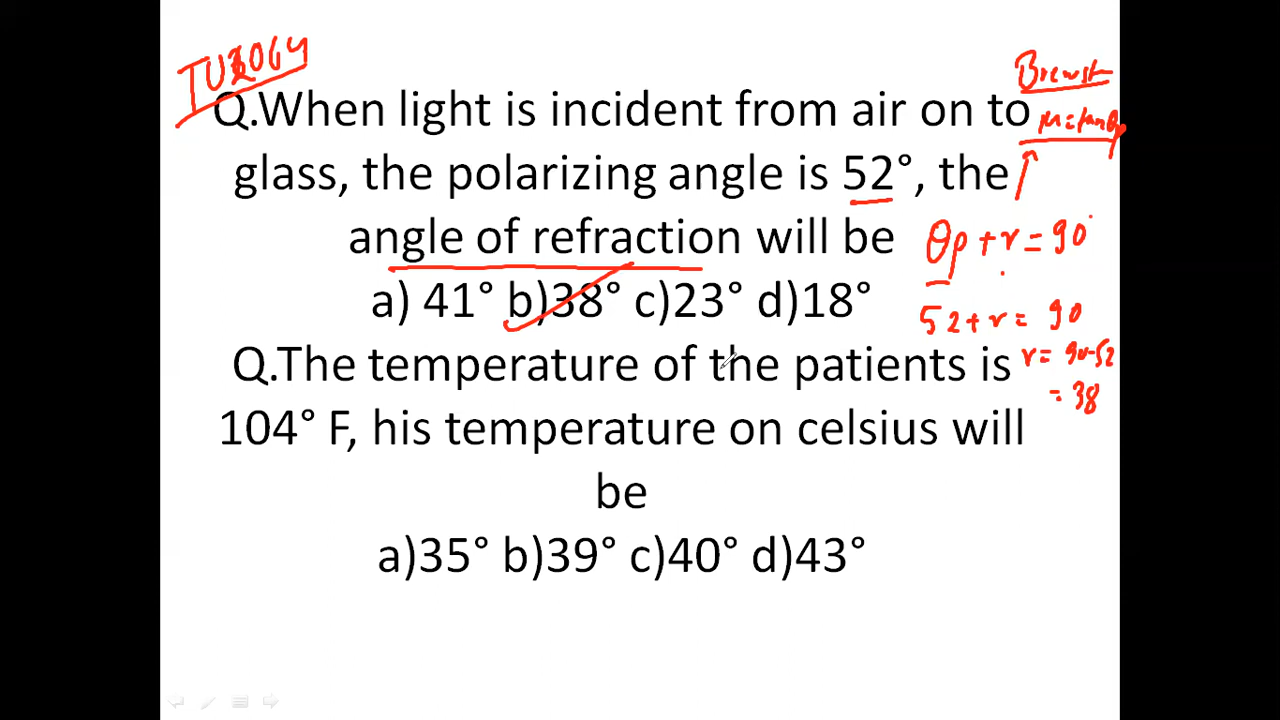 Q.When light is incident from air on to
glass, the polarizing angle is 52°, the
angle of refraction will be
a) 41° b)38° c)23° d)18°
Q.The temperature of the patients is
104° F, his temperature on celsius will
be
a)35° b)39° c)40° d)43°
μ=tanθp
θp+r=90°
52+r= 90
r= 90-52
= 38